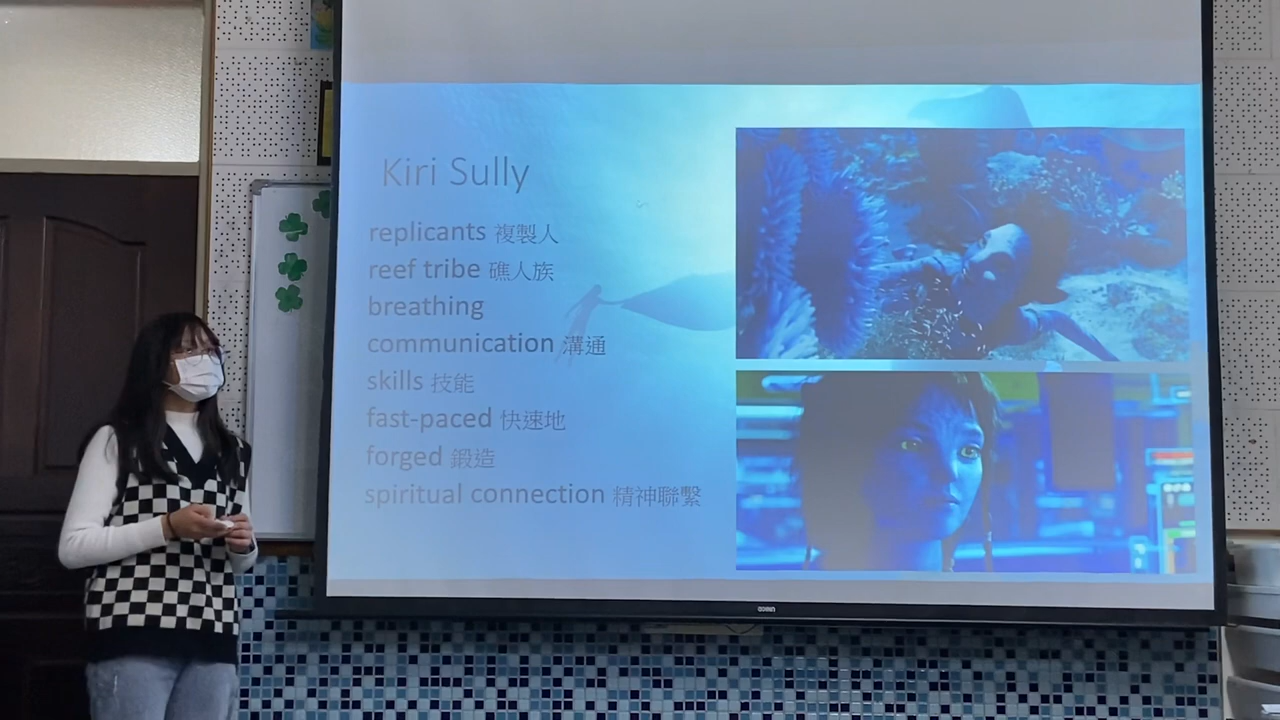 Kiri Sully
replicants 複製人
reef tribe 礁人族
breathing
communication 溝通
skills 技能
fast-paced 快速地
forged 鍛造
spiritual connection 精神聯繫